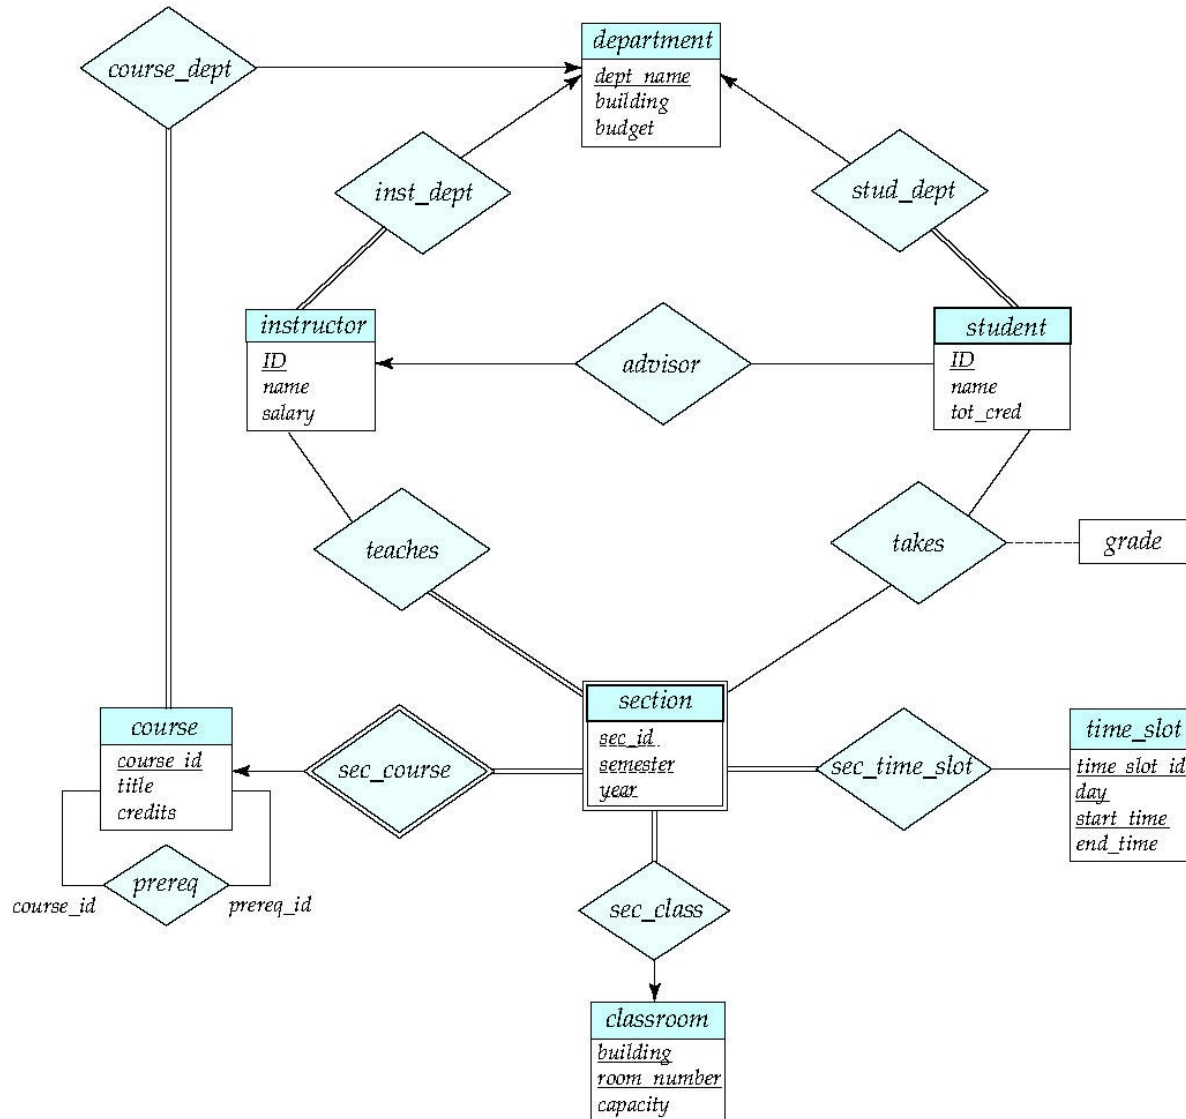 course_dept
department
dept_name
building
budget
inst_dept
stud_dept
instructor
ID
name
salary
advisor
student
ID
name
tot_cred
teaches
takes
grade
course
course_id
title
credits
sec_course
section
sec_id
semester
year
sec_time_slot
time_slot
time_slot_id
day
start_time
end_time
prereq
course_id
prereq_id
sec_class
classroom
building
room_number
capacity